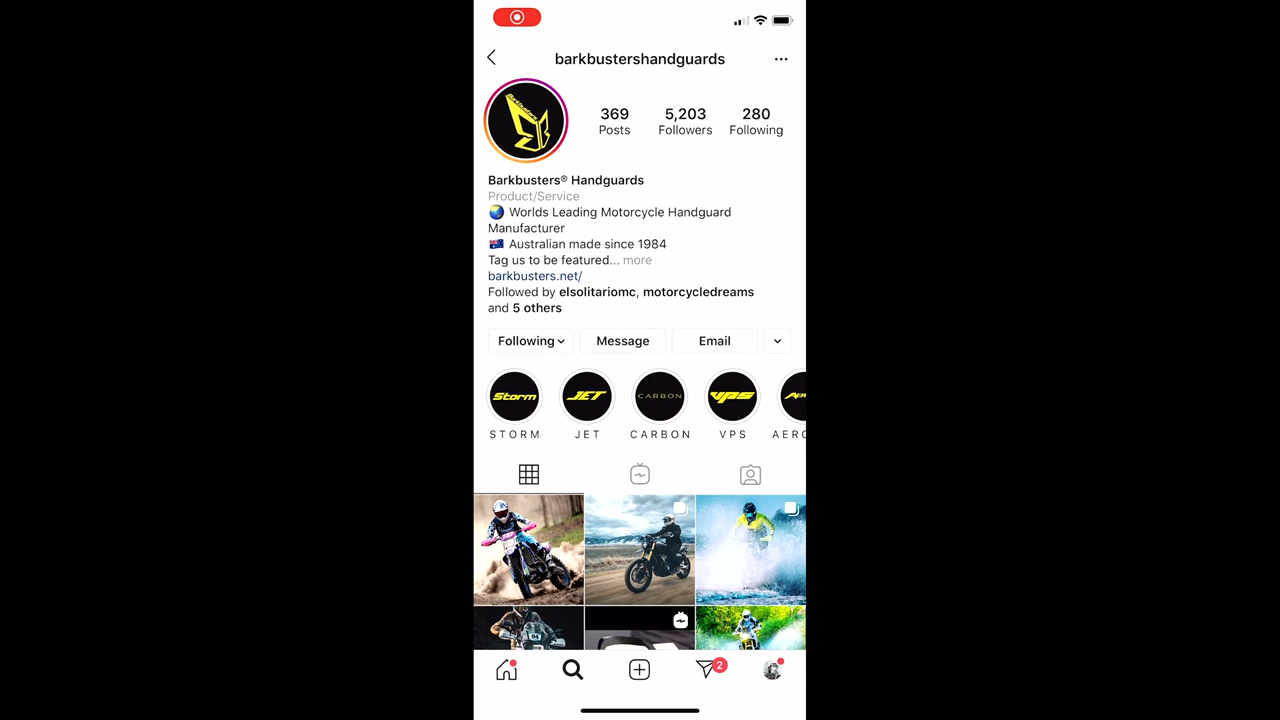 barkbustershandguards
Barkbusters
369
Posts
5,203
Followers
280
Following
Barkbusters® Handguards
Product/Service
Worlds Leading Motorcycle Handguard
Manufacturer
Australian made since 1984
Tag us to be featured... more
barkbusters.net/
Followed by elsolitariomc, motorcycledreams
and 5 others
Following
Message
Email
Storm
JET
CARBON
VPS
STORM
JET
CARBON
VPS
AERO
2